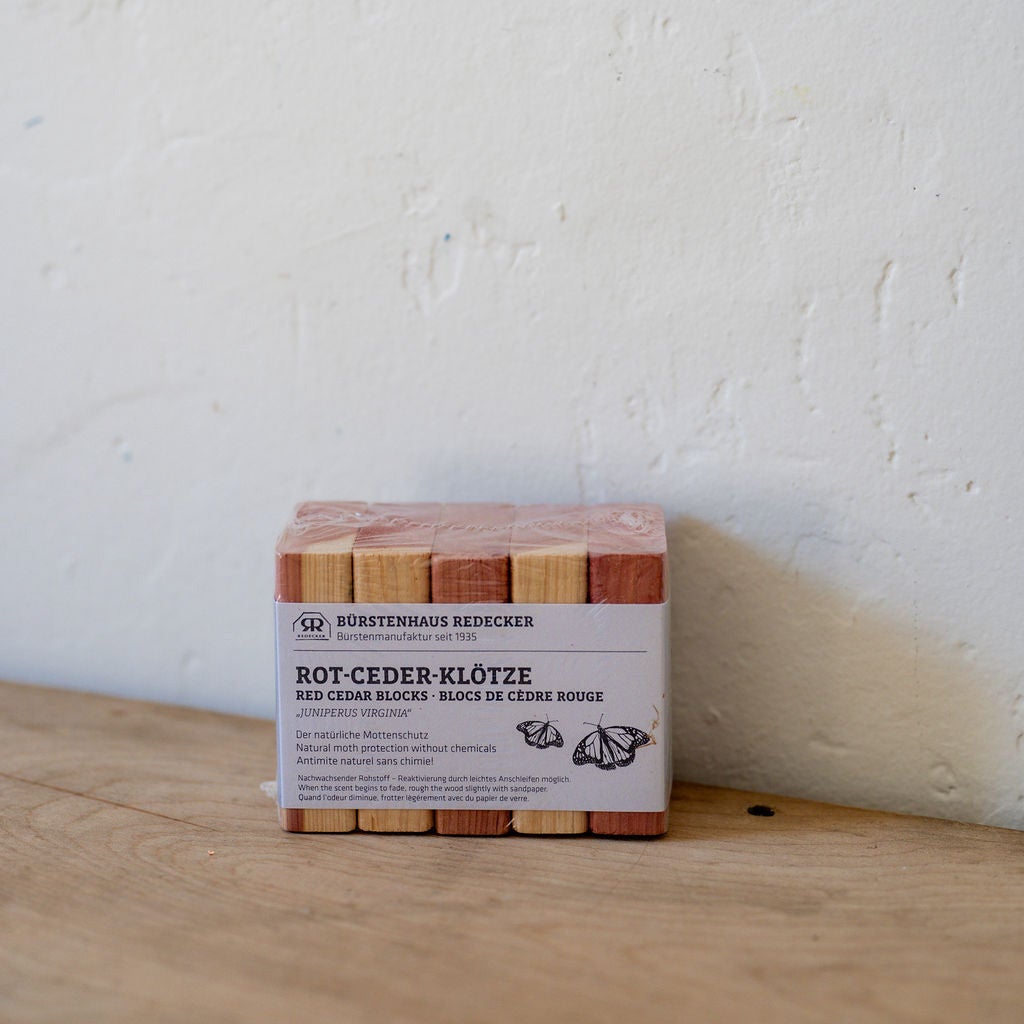 RR
REDECKER
BÜRSTENHAUS REDECKER
Bürstenmanufaktur seit 1935
ROT-CEDER-KLÖTZE
RED CEDAR BLOCKS · BLOCS DE CÈDRE ROUGE
„JUNIPERUS VIRGINIA“
Der natürliche Mottenschutz
Natural moth protection without chemicals
Antimite naturel sans chimie!
Nachwachsender Rohstoff – Reaktivierung durch leichtes Anschleifen möglich.
When the scent begins to fade, rough the wood slightly with sandpaper.
Quand l'odeur diminue, frotter légèrement avec du papier de verre.